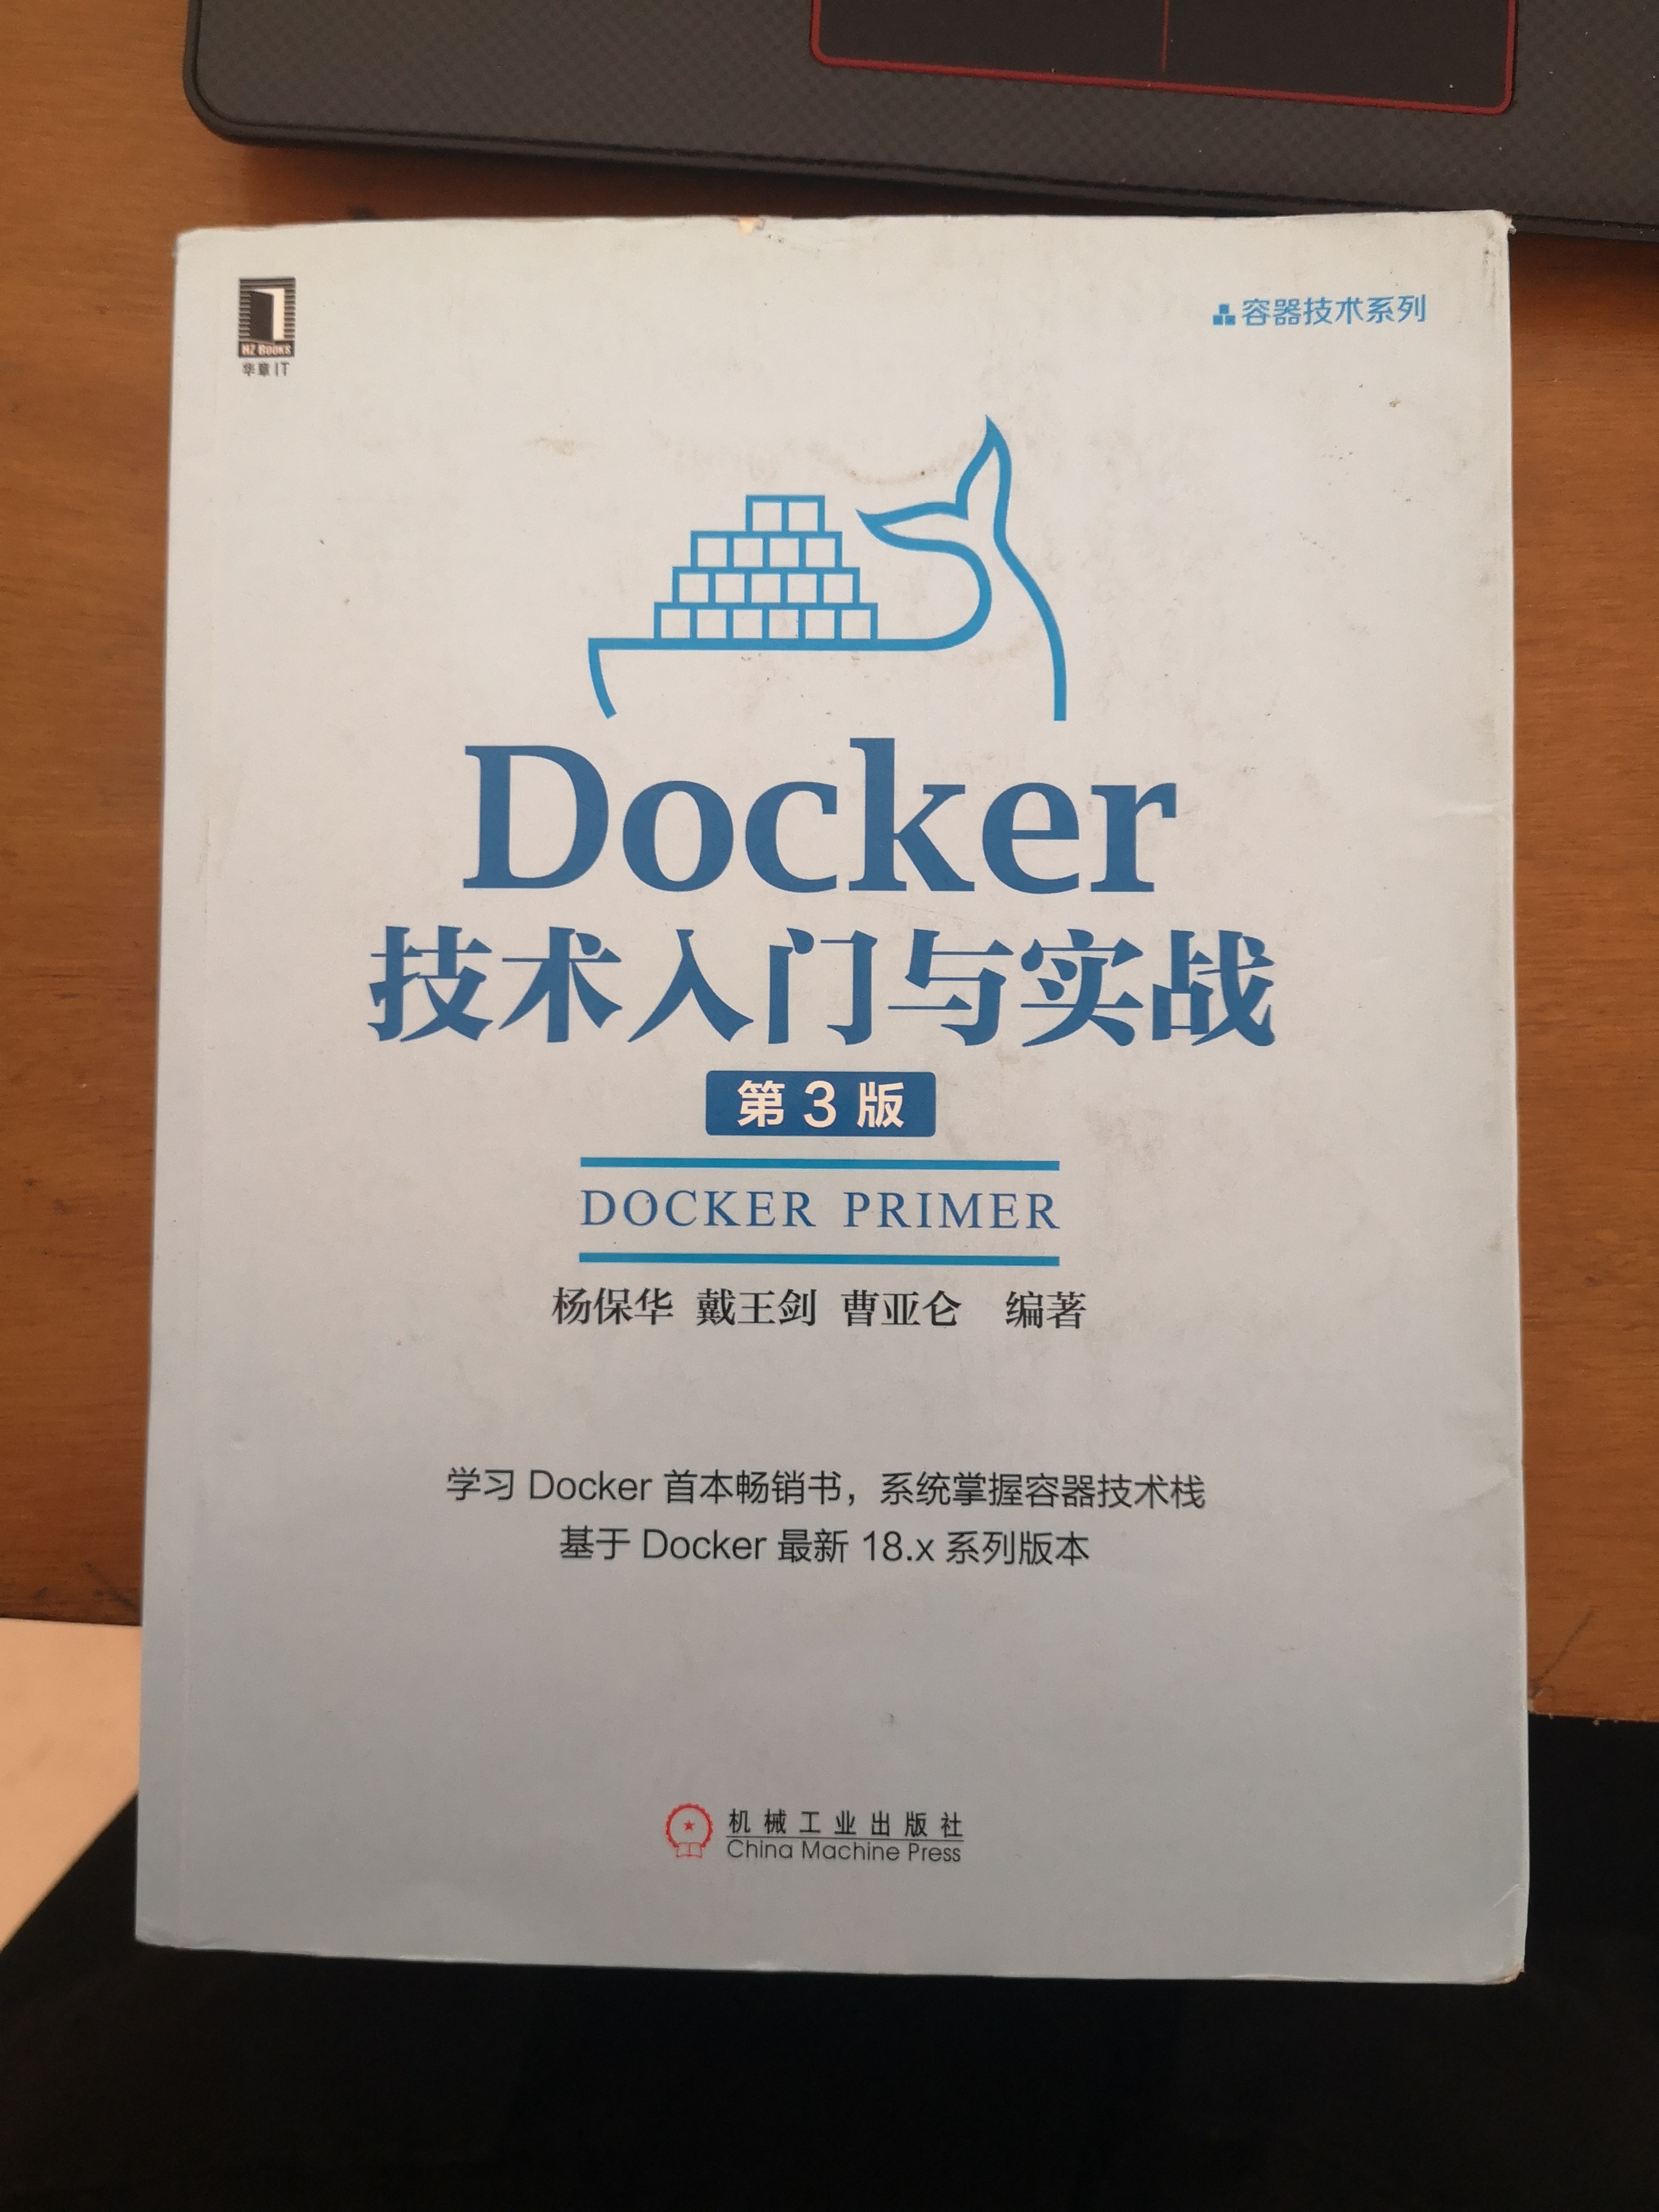 HZ BOOKS
华章IT
容器技术系列
Docker
技术入门与实战
第3版
DOCKER PRIMER
杨保华 戴王剑 曹亚仑 编著
学习 Docker 首本畅销书，系统掌握容器技术栈
基于 Docker 最新 18.x 系列版本
机械工业出版社
China Machine Press